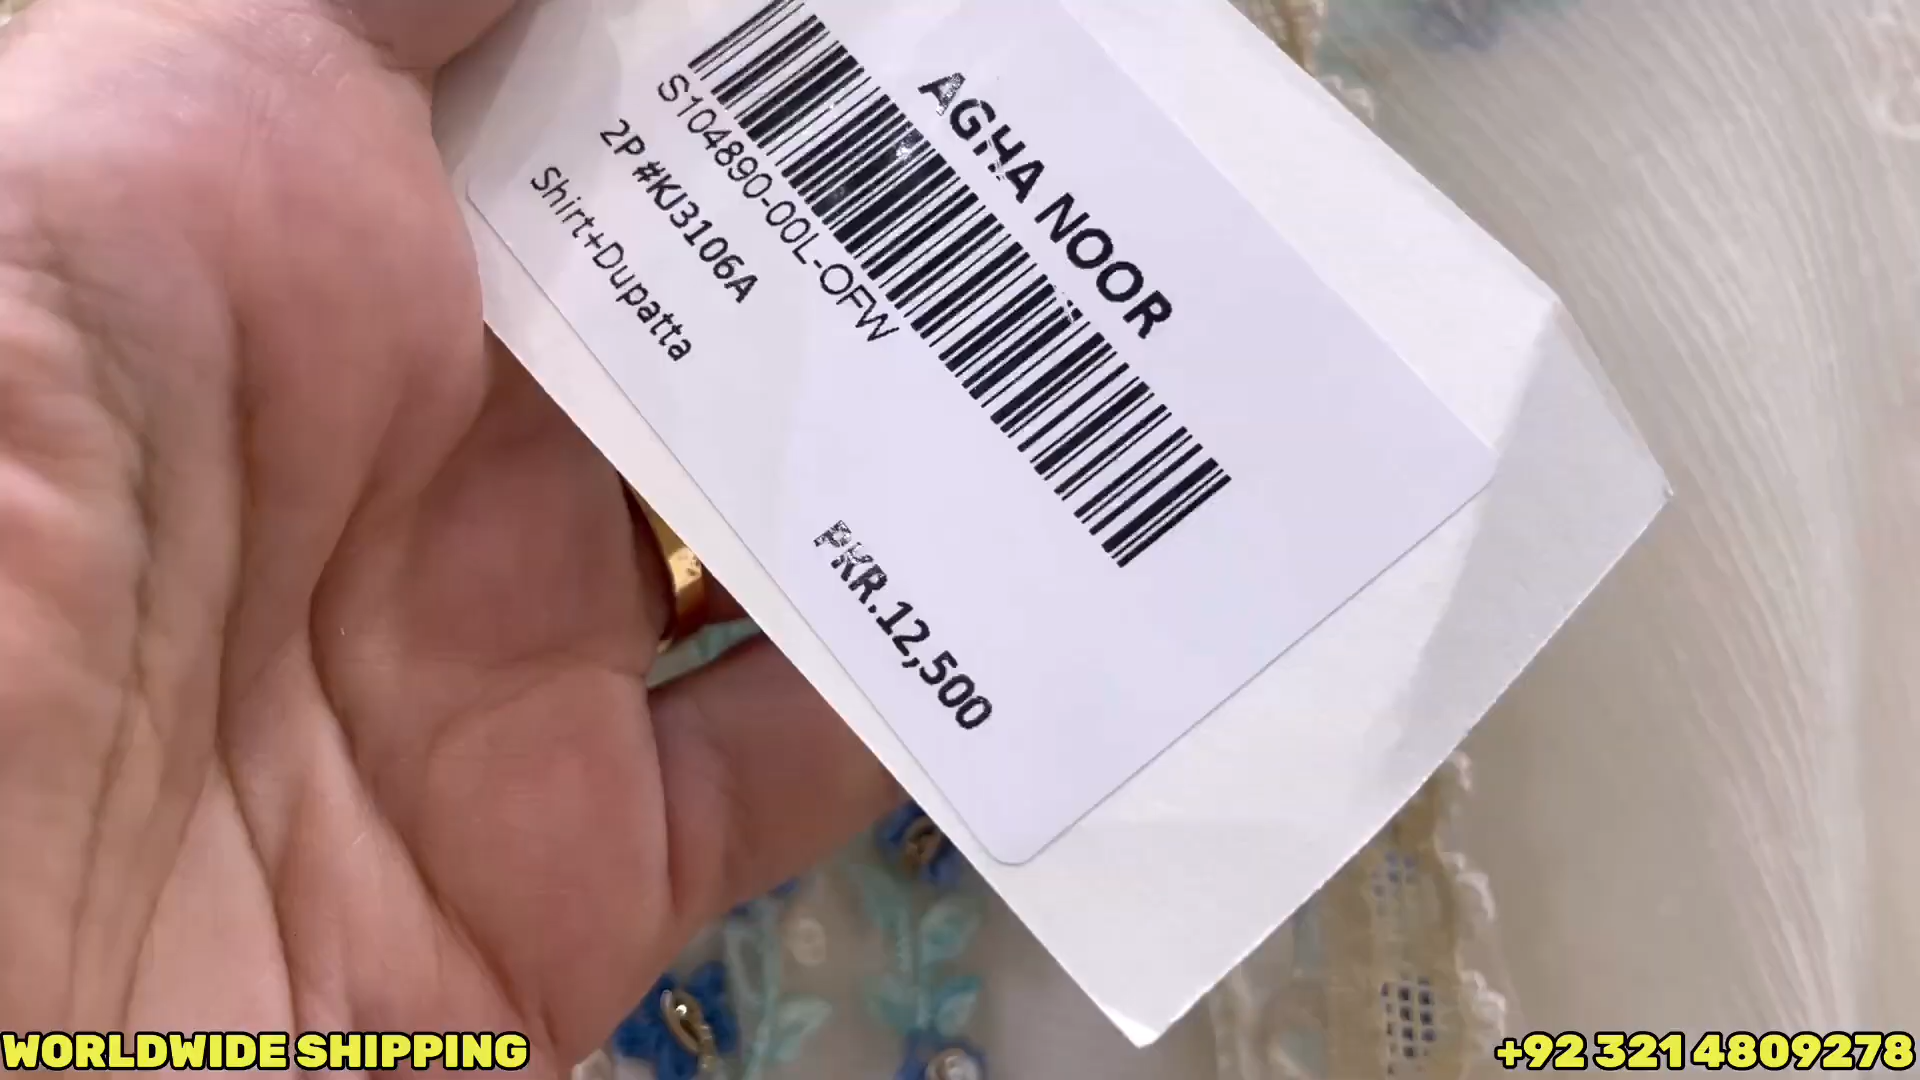 AGHA NOOR
S104890-00L-OFW
2P #KJ3106A
Shirt+Dupatta
PKR.12,500
WORLDWIDE SHIPPING
+92 321 4809278